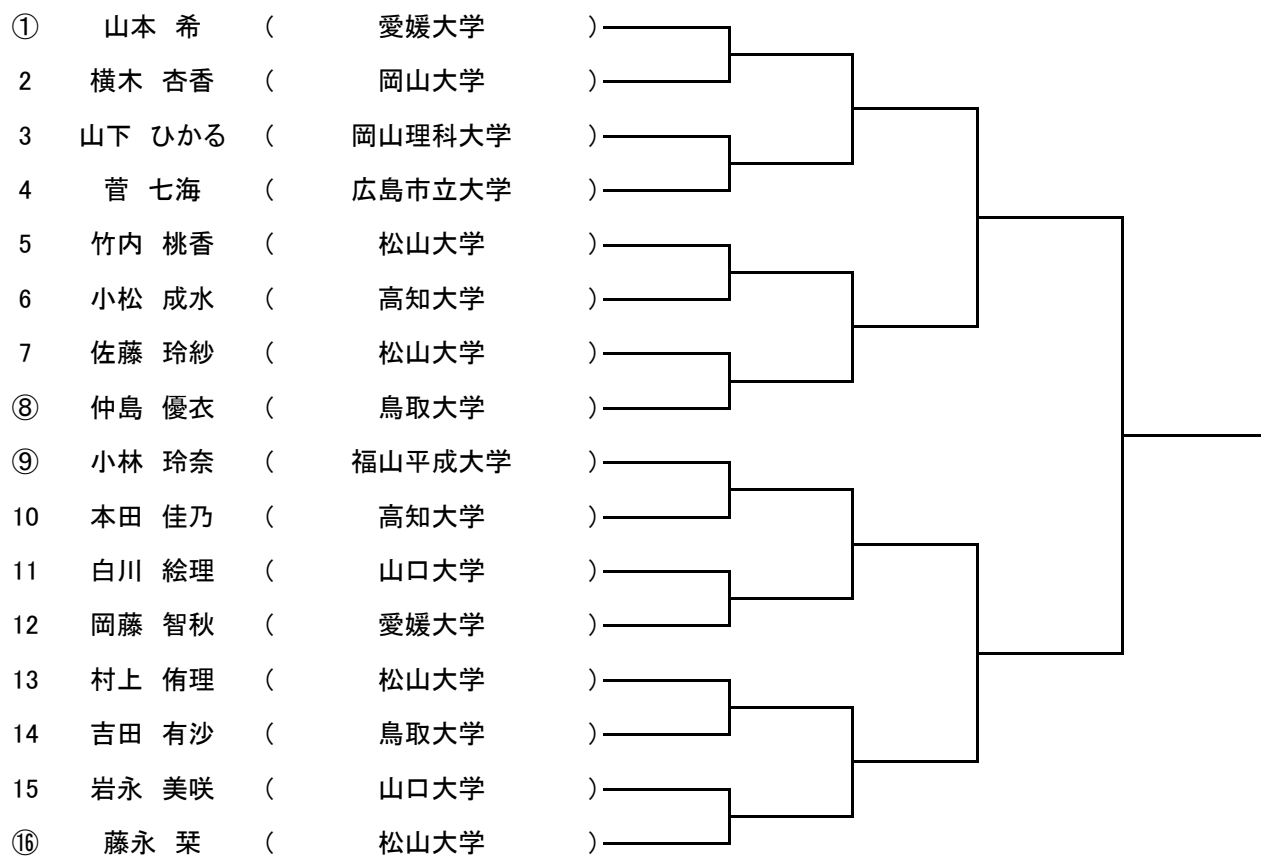 ① 山本 希 ( 愛媛大学 )
2 横木 杏香 ( 岡山大学 )
3 山下 ひかる ( 岡山理科大学 )
4 菅 七海 ( 広島市立大学 )
5 竹内 桃香 ( 松山大学 )
6 小松 成水 ( 高知大学 )
7 佐藤 玲紗 ( 松山大学 )
⑧ 仲島 優衣 ( 鳥取大学 )
⑨ 小林 玲奈 ( 福山平成大学 )
10 本田 佳乃 ( 高知大学 )
11 白川 絵理 ( 山口大学 )
12 岡藤 智秋 ( 愛媛大学 )
13 村上 侑理 ( 松山大学 )
14 吉田 有沙 ( 鳥取大学 )
15 岩永 美咲 ( 山口大学 )
⑯ 藤永 栞 ( 松山大学 )